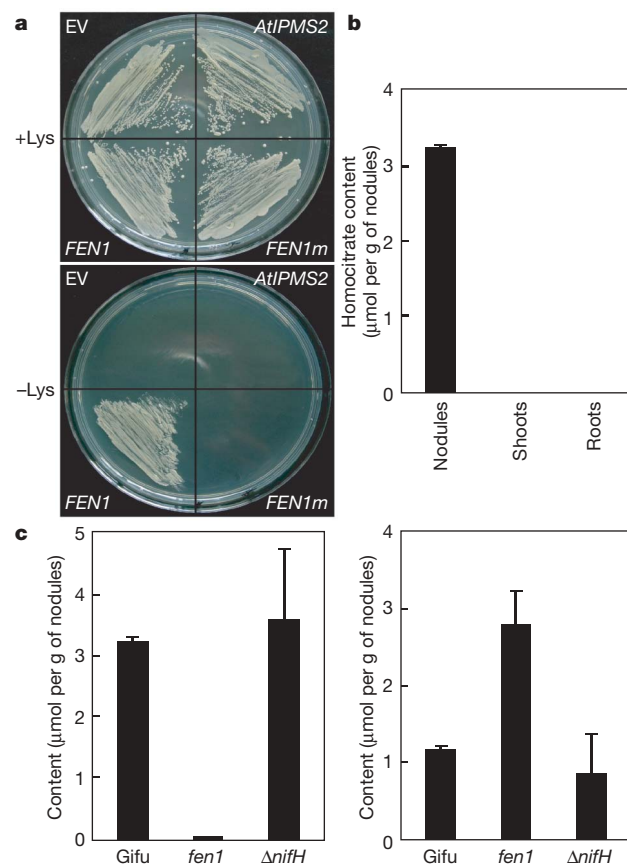 a
EV
AtIPMS2
+Lys
FEN1
FEN1m
EV
AtIPMS2
–Lys
FEN1
FEN1m
b
Homocitrate content
(μmol per g of nodules)
4
3
2
1
0
Nodules
Shoots
Roots
c
Content (μmol per g of nodules)
5
4
3
2
1
0
Gifu
fen1
ΔnifH
Content (μmol per g of nodules)
4
3
2
1
0
Gifu
fen1
ΔnifH